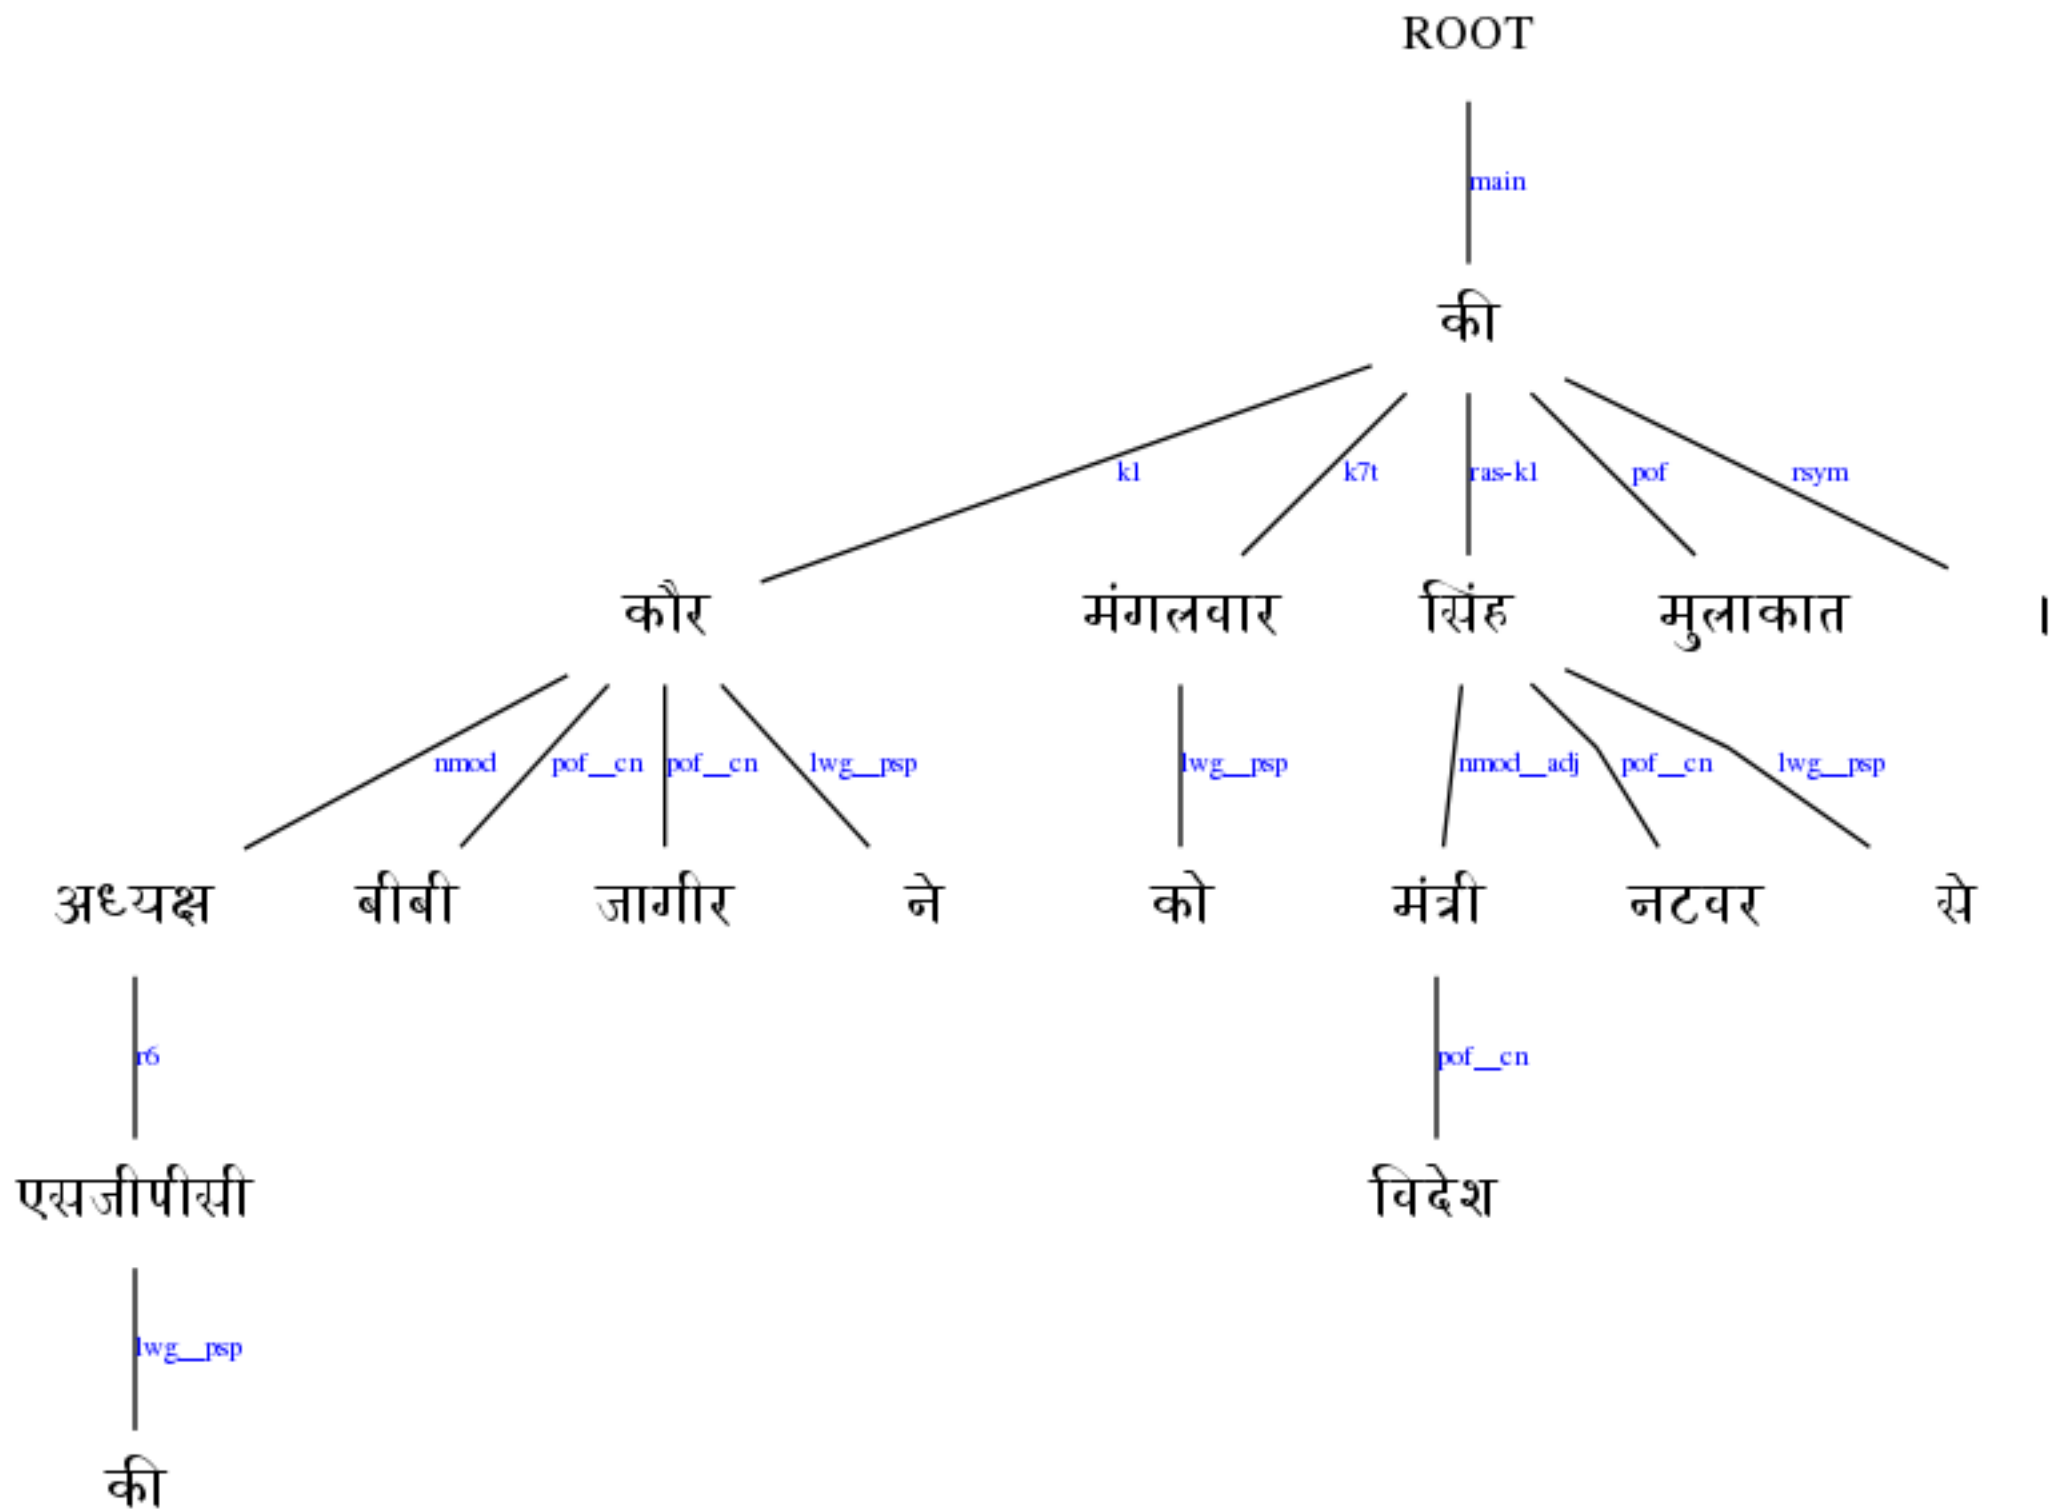 ROOT
main
की
k1 k7t ras-k1 pof rsym
कौर मंगलवार सिंह मुलाकात ।
nmod pof__cn pof__cn lwg__psp lwg__psp nmod__adj pof__cn lwg__psp
अध्यक्ष बीबी जागीर ने को मंत्री नटवर से
r6 pof__cn
एसजीपीसी विदेश
lwg__psp
की